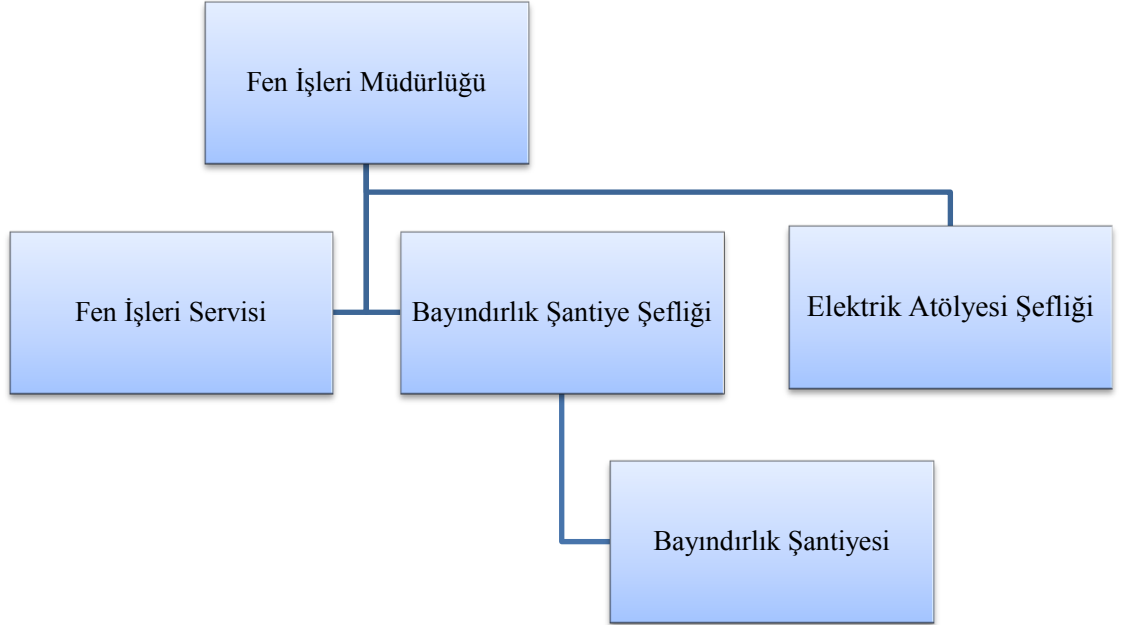 Fen İşleri Müdürlüğü
Fen İşleri Servisi
Bayındırlık Şantiye Şefliği
Elektrik Atölyesi Şefliği
Bayındırlık Şantiyesi